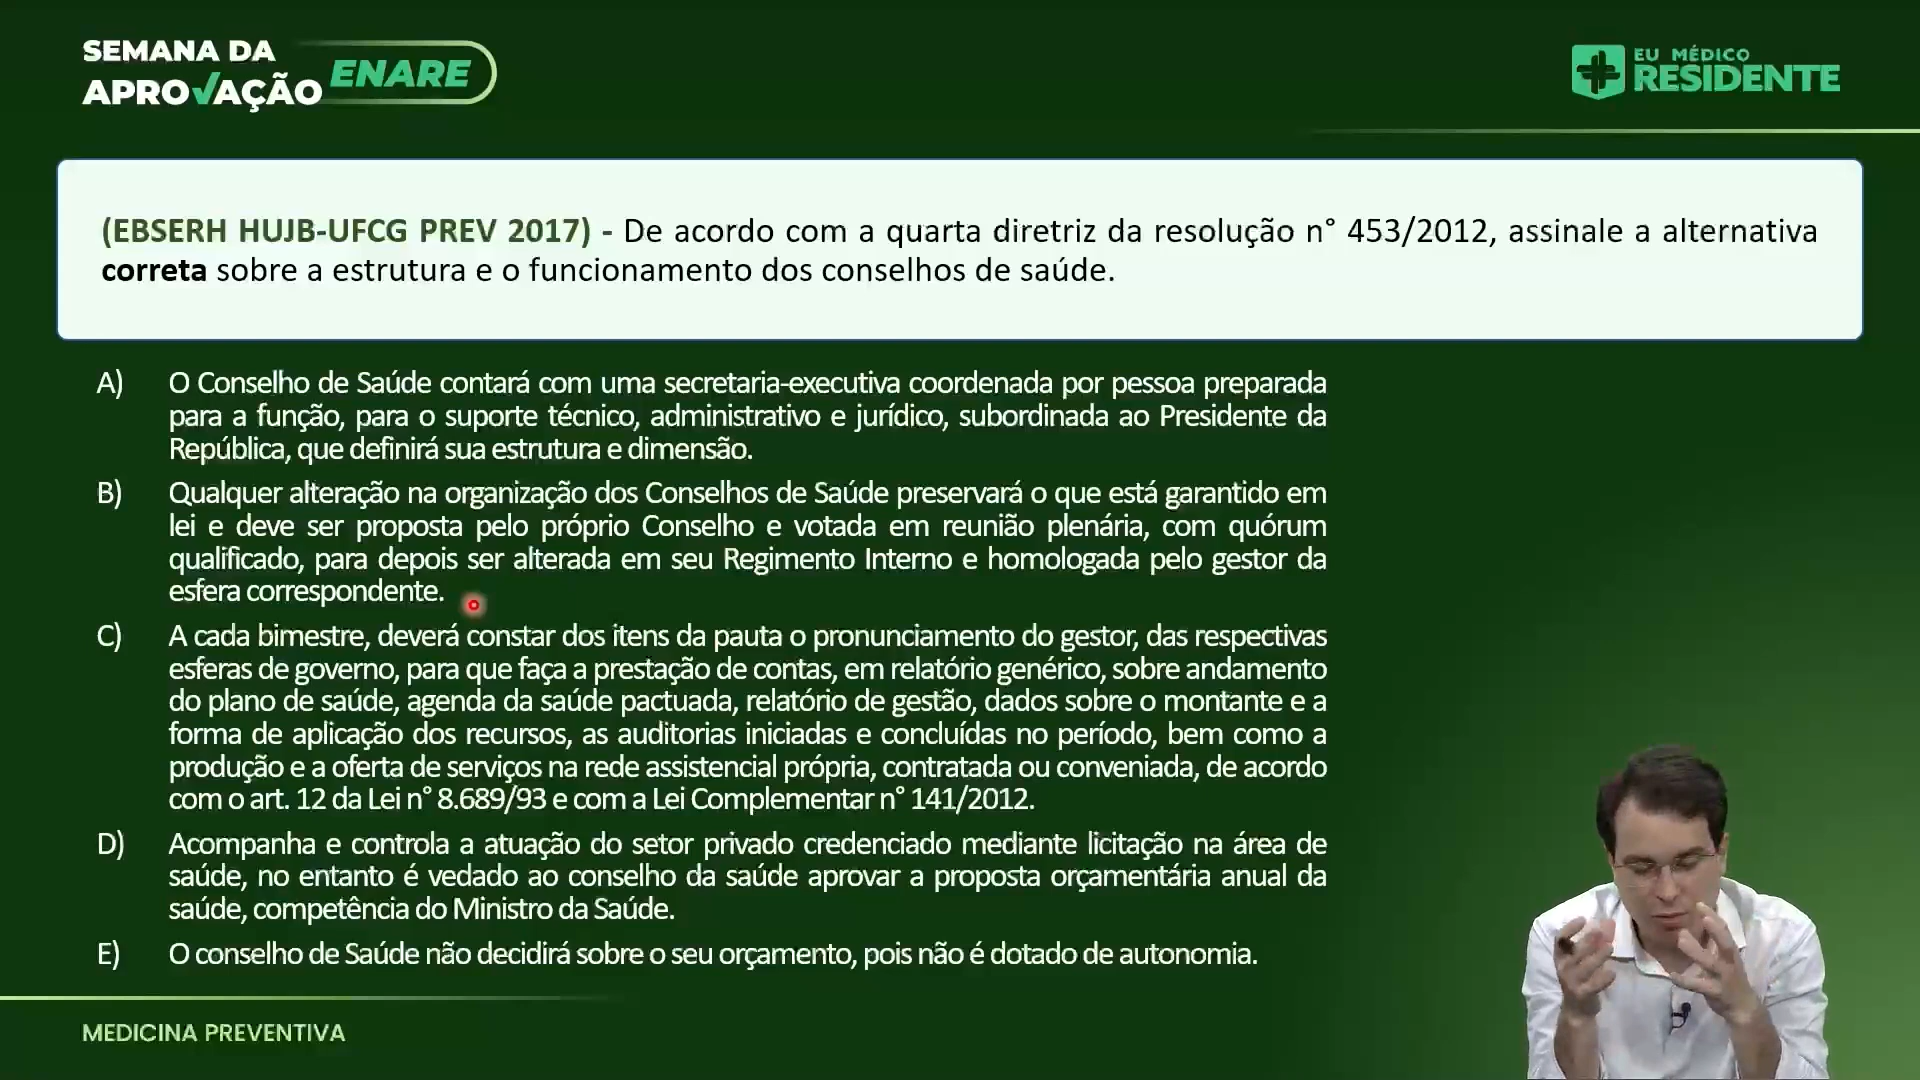 SEMANA DA
APROVAÇÃO ENARE
EU MÉDICO
RESIDENTE
(EBSERH HUJB-UFCG PREV 2017) - De acordo com a quarta diretriz da resolução n° 453/2012, assinale a alternativa
correta sobre a estrutura e o funcionamento dos conselhos de saúde.
A) O Conselho de Saúde contará com uma secretaria-executiva coordenada por pessoa preparada
para a função, para o suporte técnico, administrativo e jurídico, subordinada ao Presidente da
República, que definirá sua estrutura e dimensão.
B) Qualquer alteração na organização dos Conselhos de Saúde preservará o que está garantido em
lei e deve ser proposta pelo próprio Conselho e votada em reunião plenária, com quórum
qualificado, para depois ser alterada em seu Regimento Interno e homologada pelo gestor da
esfera correspondente.
C) A cada bimestre, deverá constar dos itens da pauta o pronunciamento do gestor, das respectivas
esferas de governo, para que faça a prestação de contas, em relatório genérico, sobre andamento
do plano de saúde, agenda da saúde pactuada, relatório de gestão, dados sobre o montante e a
forma de aplicação dos recursos, as auditorias iniciadas e concluídas no período, bem como a
produção e a oferta de serviços na rede assistencial própria, contratada ou conveniada, de acordo
com o art. 12 da Lei n° 8.689/93 e com a Lei Complementar n° 141/2012.
D) Acompanha e controla a atuação do setor privado credenciado mediante licitação na área de
saúde, no entanto é vedado ao conselho da saúde aprovar a proposta orçamentária anual da
saúde, competência do Ministro da Saúde.
E) O conselho de Saúde não decidirá sobre o seu orçamento, pois não é dotado de autonomia.
MEDICINA PREVENTIVA